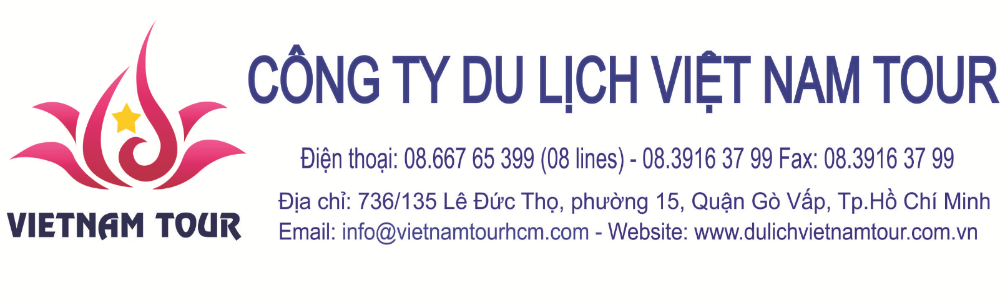 CÔNG TY DU LỊCH VIỆT NAM TOUR
Điện thoại: 08.667 65 399 (08 lines) - 08.3916 37 99 Fax: 08.3916 37 99
Địa chỉ: 736/135 Lê Đức Thọ, phường 15, Quận Gò Vấp, Tp.Hồ Chí Minh
Email: info@vietnamtourhcm.com - Website: www.dulichvietnamtour.com.vn
VIETNAM TOUR